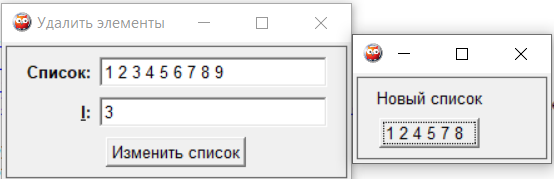 Удалить элементы
Список: 1 2 3 4 5 6 7 8 9
I: 3
Изменить список
Новый список
1 2 4 5 7 8